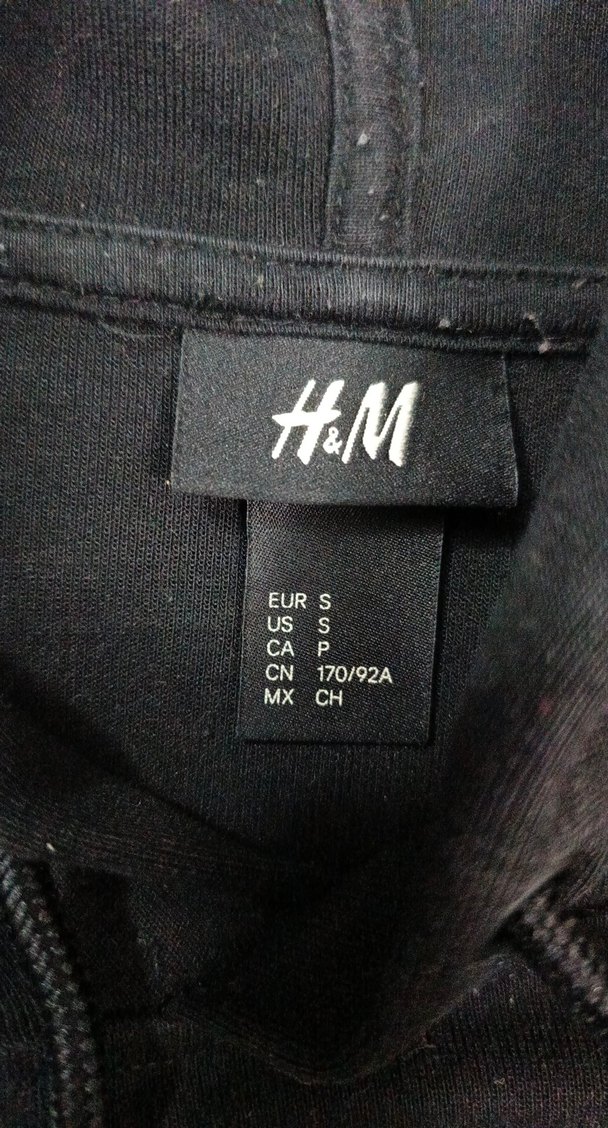 H&M
EUR S
US S
CA P
CN 170/92A
MX CH